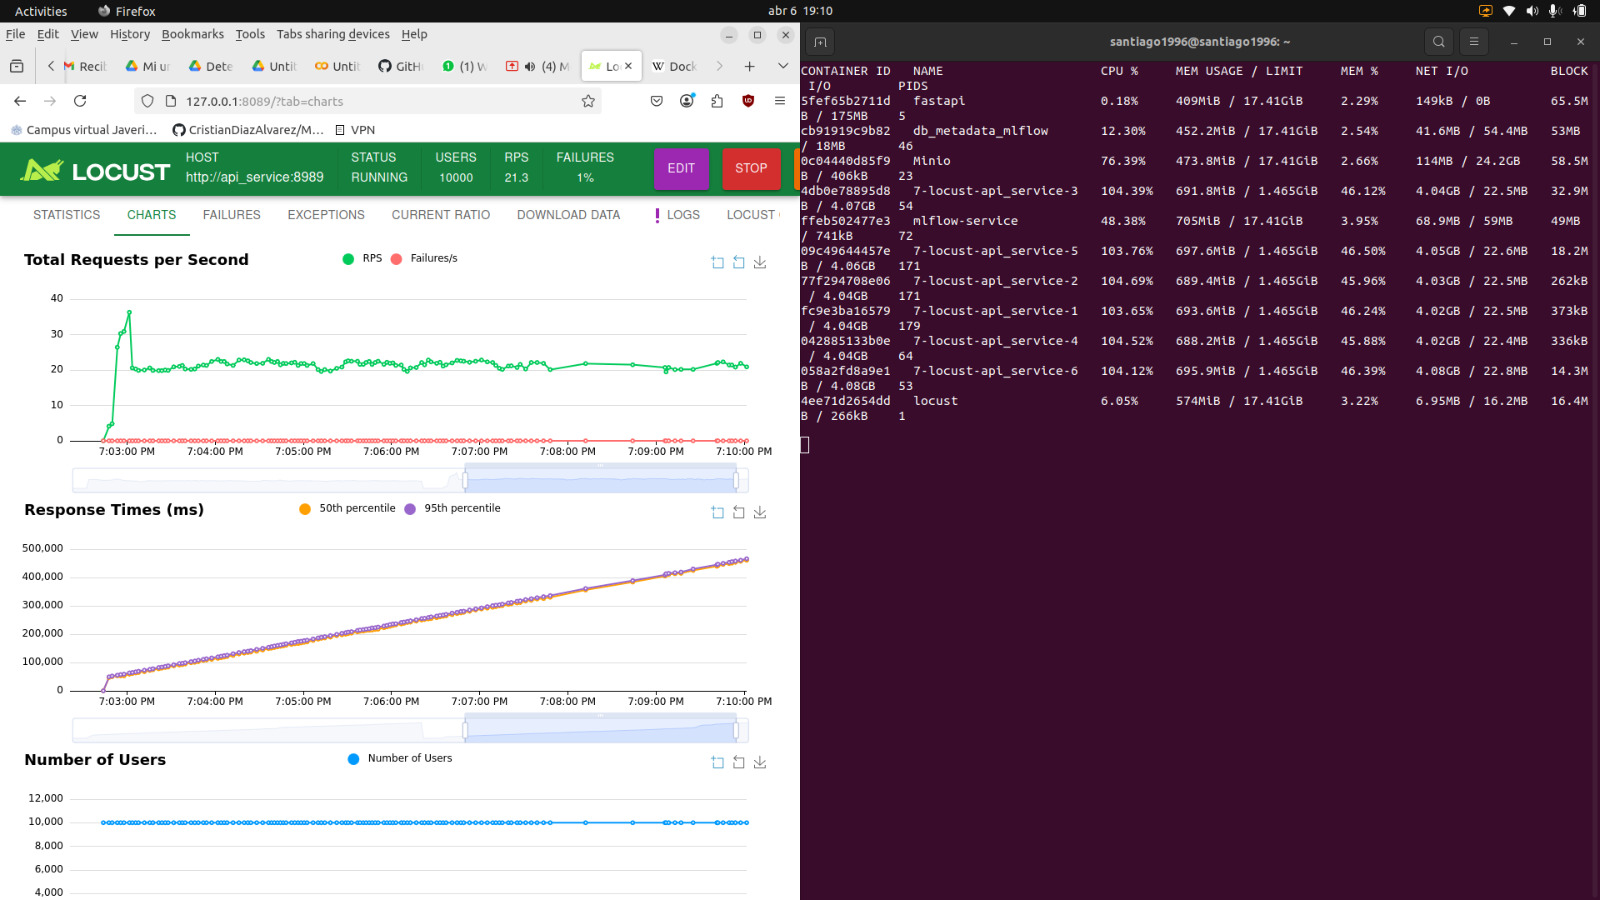 Activities Firefox abr 6 19:10
File Edit View History Bookmarks Tools Tabs sharing devices Help
Recit Mi ur Dete Untit Untit GitHu (1) W (4) M Lo Dock
127.0.0.1:8089/?tab=charts
Campus virtual Javeri... CristianDiazAlvarez/M... VPN
LOCUST
HOST
http://api_service:8989
STATUS
RUNNING
USERS
10000
RPS
21.3
FAILURES
1%
EDIT
STOP
STATISTICS CHARTS FAILURES EXCEPTIONS CURRENT RATIO DOWNLOAD DATA LOGS LOCUST
Total Requests per Second
RPS Failures/s
40
30
20
10
0
7:03:00 PM 7:04:00 PM 7:05:00 PM 7:06:00 PM 7:07:00 PM 7:08:00 PM 7:09:00 PM 7:10:00 PM
Response Times (ms)
50th percentile 95th percentile
500,000
400,000
300,000
200,000
100,000
0
7:03:00 PM 7:04:00 PM 7:05:00 PM 7:06:00 PM 7:07:00 PM 7:08:00 PM 7:09:00 PM 7:10:00 PM
Number of Users
Number of Users
12,000
10,000
8,000
6,000
4,000
santiago1996@santiago1996: ~
CONTAINER ID NAME CPU % MEM USAGE / LIMIT MEM % NET I/O BLOCK
I/O PIDS
5fef65b2711d fastapi 0.18% 409MiB / 17.41GiB 2.29% 149kB / 0B 65.5M
B / 175MB 5
cb91919c9b82 db_metadata_mlflow 12.30% 452.2MiB / 17.41GiB 2.54% 41.6MB / 54.4MB 53MB
/ 18MB 46
0c04440d85f9 Minio 76.39% 473.8MiB / 17.41GiB 2.66% 114MB / 24.2GB 58.5M
B / 406kB 23
4db0e78895d8 7-locust-api_service-3 104.39% 691.8MiB / 1.465GiB 46.12% 4.04GB / 22.5MB 32.9M
B / 4.07GB 54
ffeb502477e3 mlflow-service 48.38% 705MiB / 17.41GiB 3.95% 68.9MB / 59MB 49MB
/ 741kB 72
09c49644457e 7-locust-api_service-5 103.76% 697.6MiB / 1.465GiB 46.50% 4.05GB / 22.6MB 18.2M
B / 4.06GB 171
77f294708e06 7-locust-api_service-2 104.69% 689.4MiB / 1.465GiB 45.96% 4.03GB / 22.5MB 262kB
/ 4.04GB 171
fc9e3ba16579 7-locust-api_service-1 103.65% 693.6MiB / 1.465GiB 46.24% 4.02GB / 22.5MB 373kB
/ 4.04GB 179
042885133b0e 7-locust-api_service-4 104.52% 688.2MiB / 1.465GiB 45.88% 4.02GB / 22.4MB 336kB
/ 4.04GB 64
058a2fd8a9e1 7-locust-api_service-6 104.12% 695.9MiB / 1.465GiB 46.39% 4.08GB / 22.8MB 14.3M
B / 4.08GB 53
4ee71d2654dd locust 6.05% 574MiB / 17.41GiB 3.22% 6.95MB / 16.2MB 16.4M
B / 266kB 1